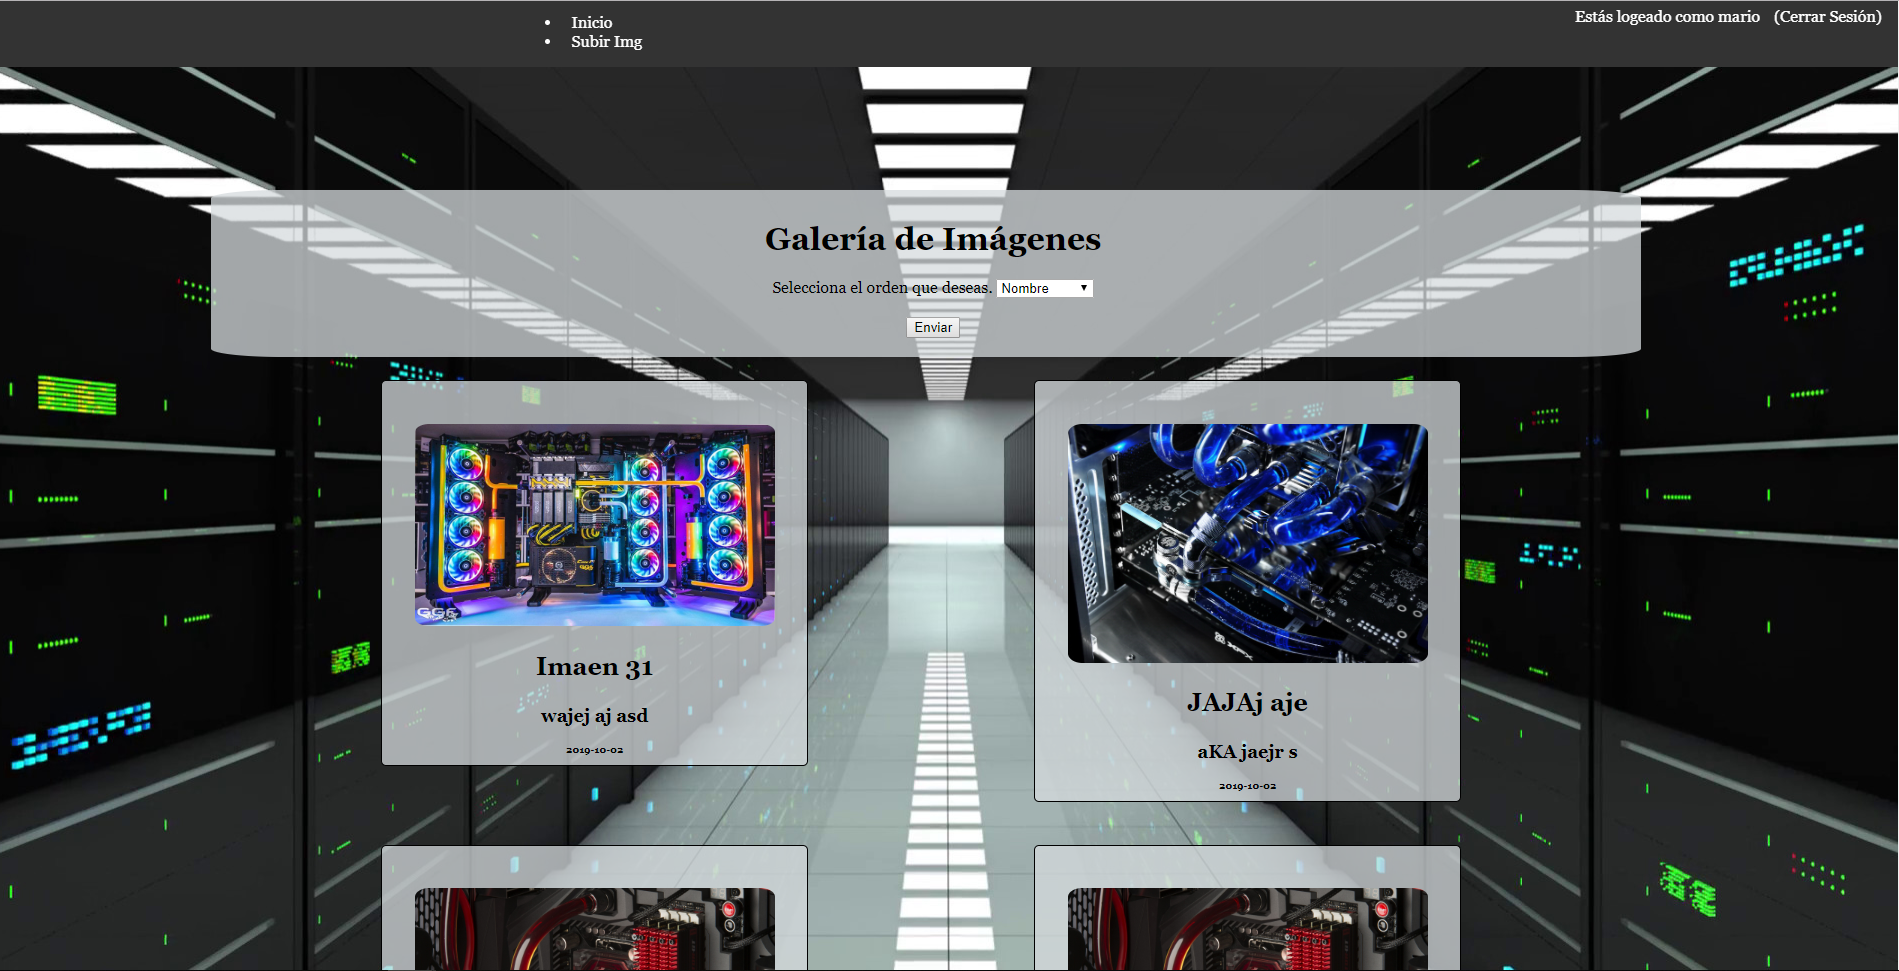 Inicio
Subir Img
Estás logeado como mario (Cerrar Sesión)
Galería de Imágenes
Selecciona el orden que deseas. Nombre
Enviar
Imaen 31
wajej aj asd
2019-10-02
JAJAj aje
aKA jaejr s
2019-10-02